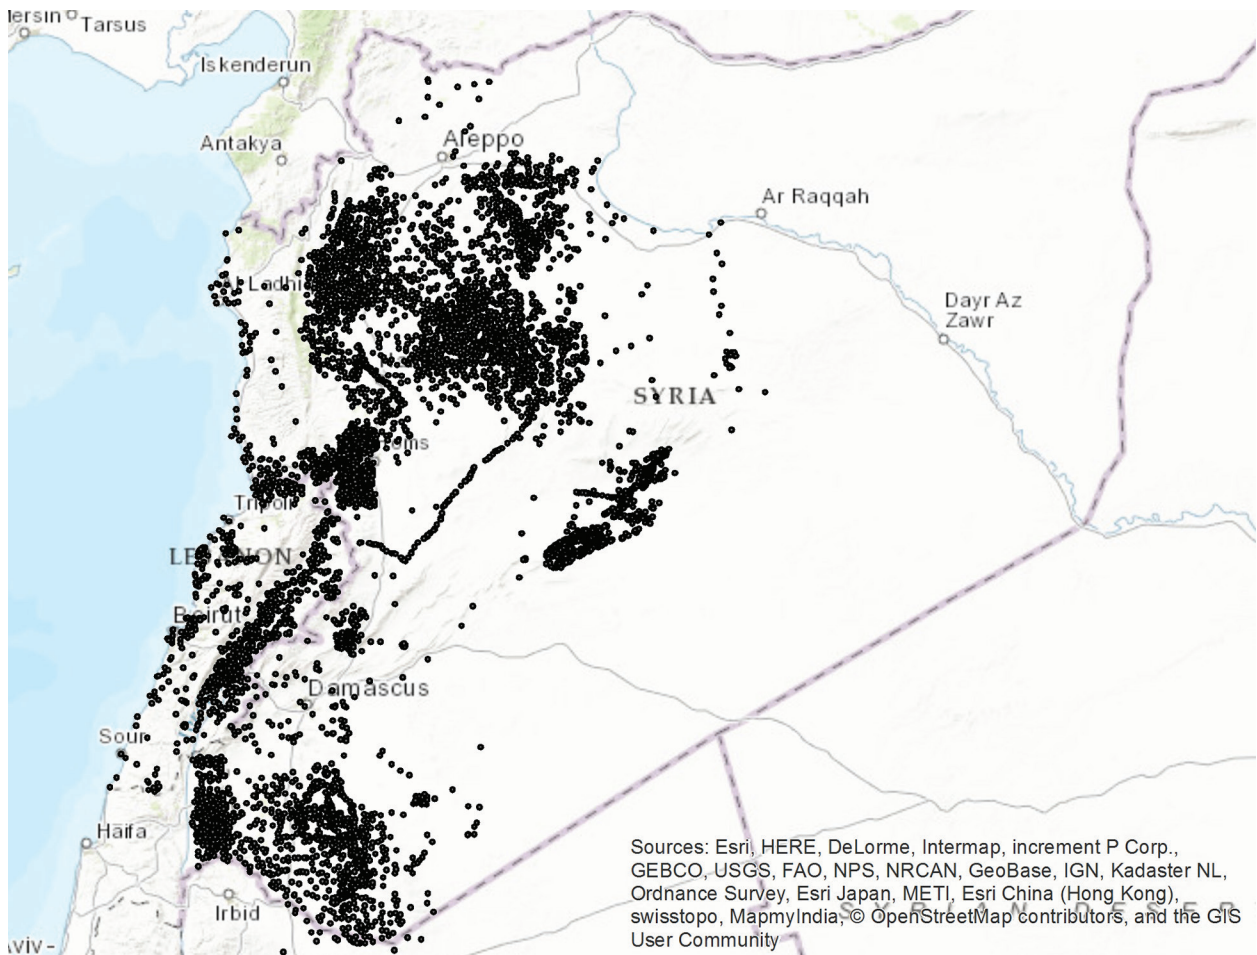 Tarsus
Iskenderun
Antakya
Aleppo
Ar Raqqah
Dayr Az
Zawr
SYRIA
Tripoli
LEBANON
Beirut
Damascus
Sour
Haifa
Irbid
Sources: Esri, HERE, DeLorme, Intermap, increment P Corp.,
GEBCO, USGS, FAO, NPS, NRCAN, GeoBase, IGN, Kadaster NL,
Ordnance Survey, Esri Japan, METI, Esri China (Hong Kong),
swisstopo, MapmyIndia, © OpenStreetMap contributors, and the GIS
User Community